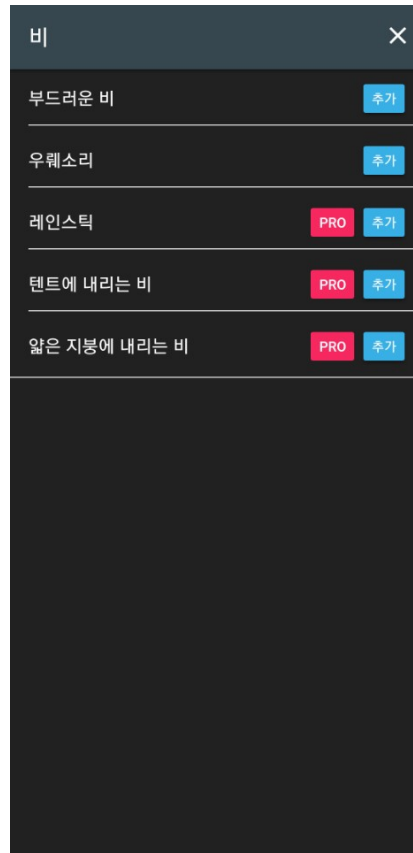 비
부드러운 비 추가
우뢰소리 추가
레인스틱 PRO 추가
텐트에 내리는 비 PRO 추가
얇은 지붕에 내리는 비 PRO 추가